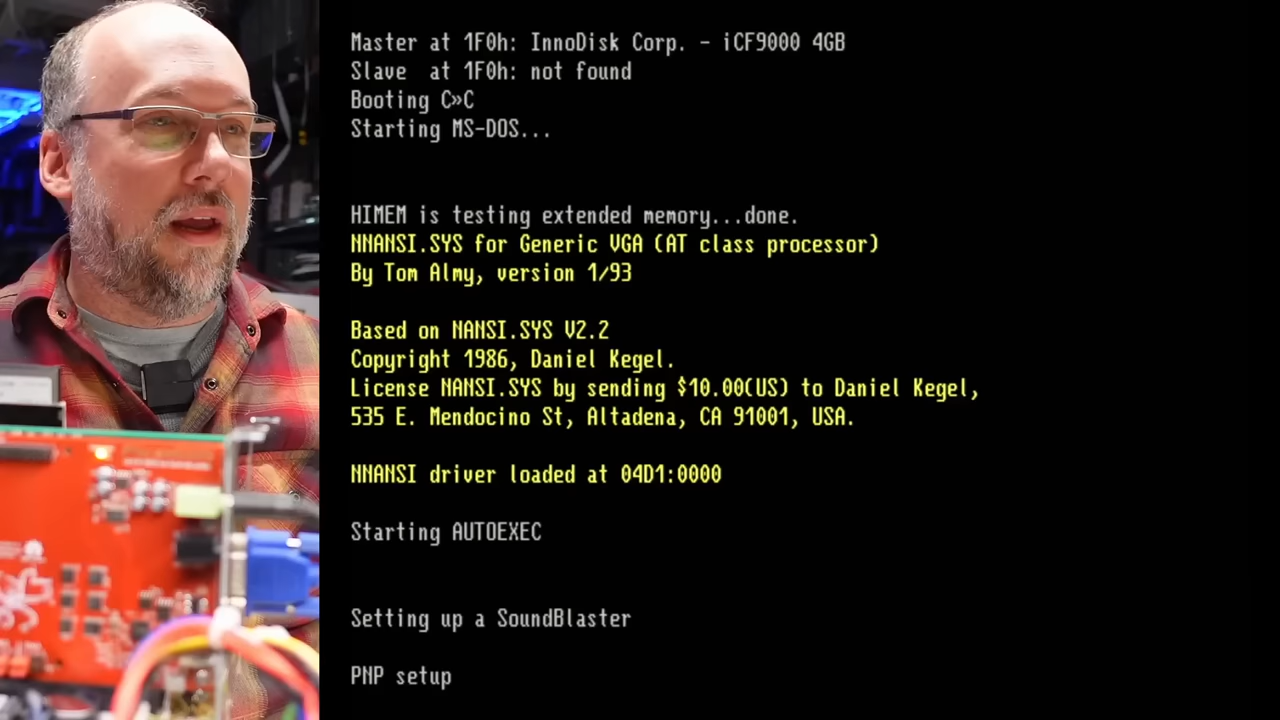 Master at 1F0h: InnoDisk Corp. - iCF9000 4GB
Slave  at 1F0h: not found
Booting C»C
Starting MS-DOS...
HIMEM is testing extended memory...done.
NNANSI.SYS for Generic VGA (AT class processor)
By Tom Almy, version 1/93
Based on NANSI.SYS V2.2
Copyright 1986, Daniel Kegel.
License NANSI.SYS by sending $10.00(US) to Daniel Kegel,
535 E. Mendocino St, Altadena, CA 91001, USA.
NNANSI driver loaded at 04D1:0000
Starting AUTOEXEC
Setting up a SoundBlaster
PNP setup